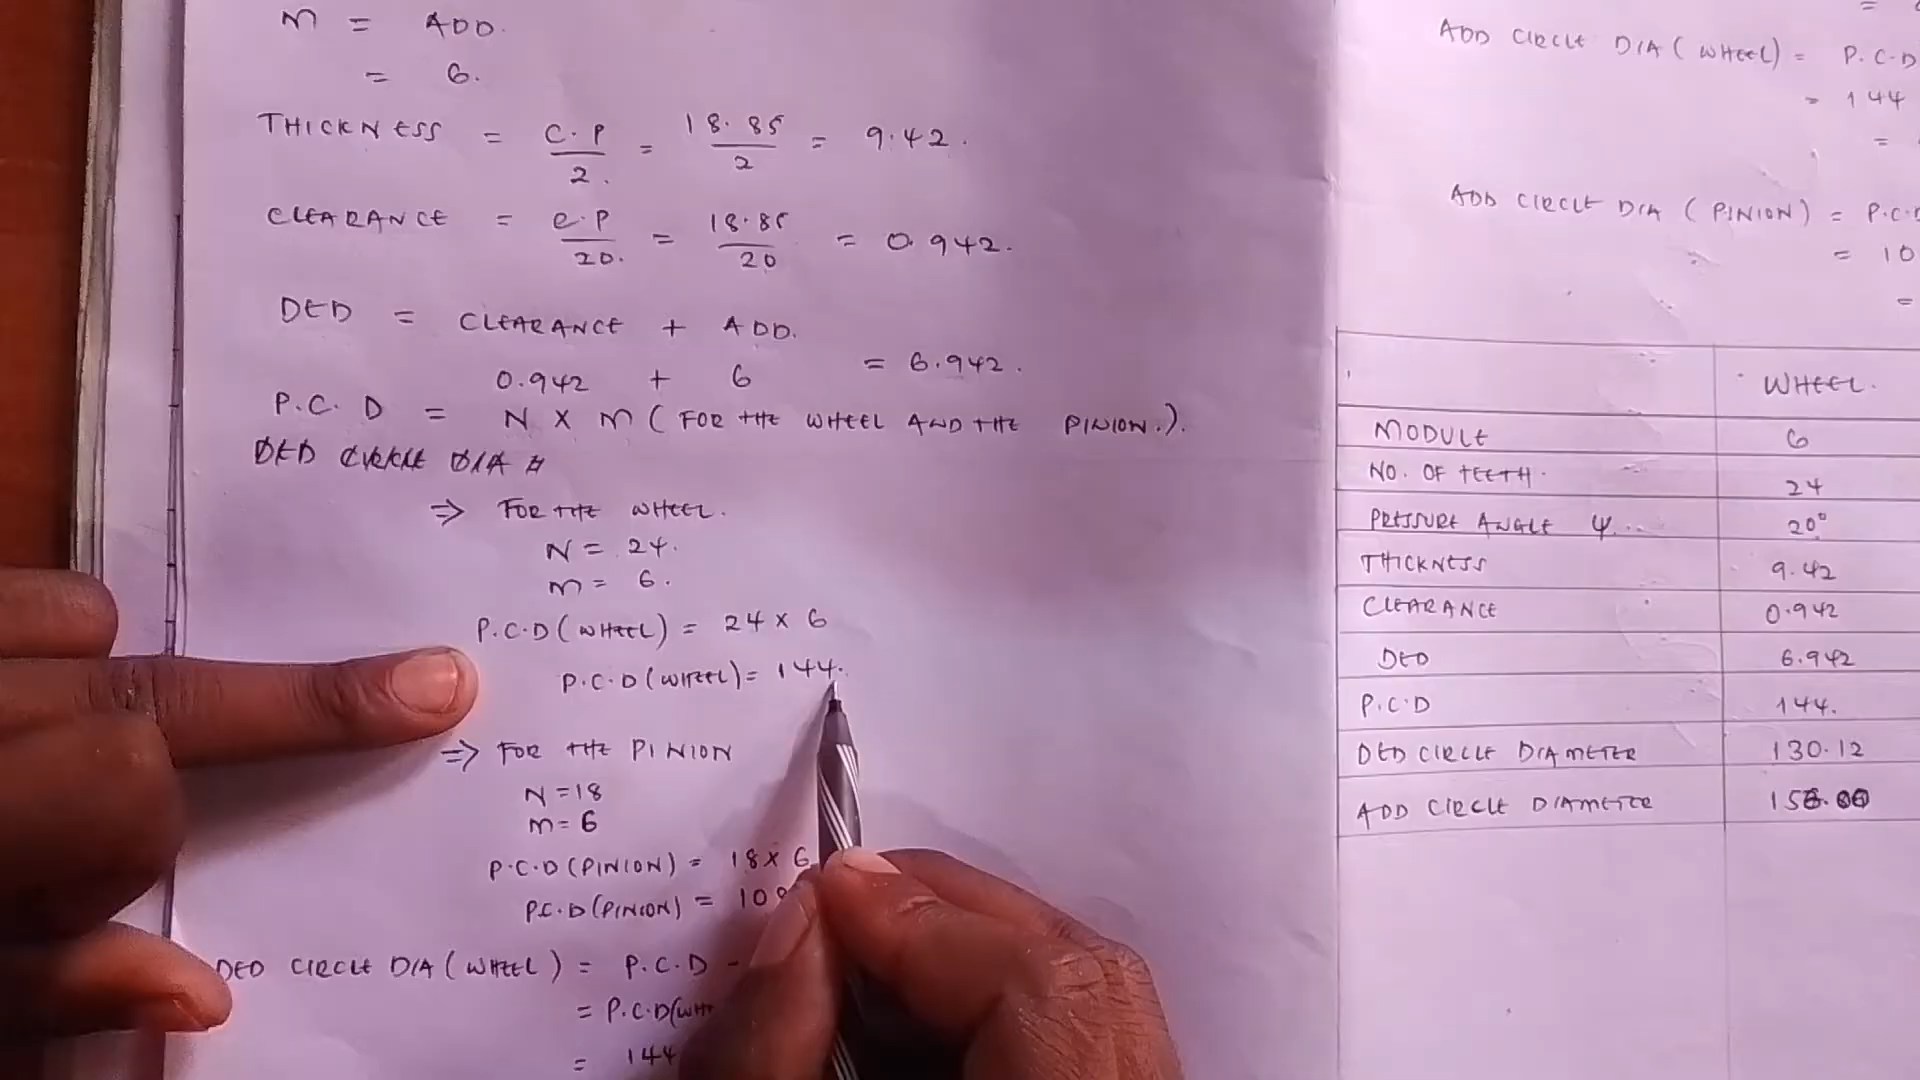 M = ADD.
= 6.
THICKNESS = C.P/2. = 18.85/2 = 9.42.
CLEARANCE = C.P/20. = 18.85/20 = 0.942.
DED = CLEARANCE + ADD.
0.942 + 6 = 6.942.
P.C.D = N X M (FOR THE WHEEL AND THE PINION.).
DED CIRCLE DIA
⇒ FOR THE WHEEL.
N = 24.
M = 6.
P.C.D (WHEEL) = 24 x 6
P.C.D (WHEEL) = 144.
⇒ FOR THE PINION
N = 18
M = 6
P.C.D (PINION) = 18 x 6
P.C.D (PINION) = 10
DED CIRCLE DIA (WHEEL) = P.C.D -
= P.C.D (WH
= 144
=
ADD CIRCLE DIA (WHEEL) = P.C.D
= 144
=
ADD CIRCLE DIA (PINION) = P.C.
= 10
=
WHEEL.
MODULE 6
NO. OF TEETH. 24
PRESSURE ANGLE Ψ... 20°
THICKNESS 9.42
CLEARANCE 0.942
DED 6.942
P.C.D 144.
DED CIRCLE DIAMETER 130.12
ADD CIRCLE DIAMETER